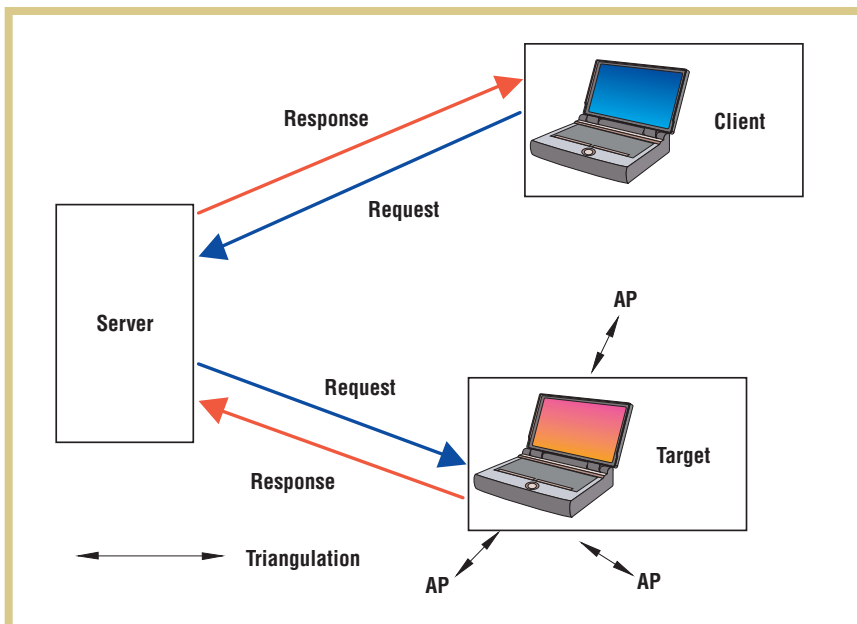 Response
Client
Request
Server
AP
Request
Target
Response
Triangulation
AP
AP